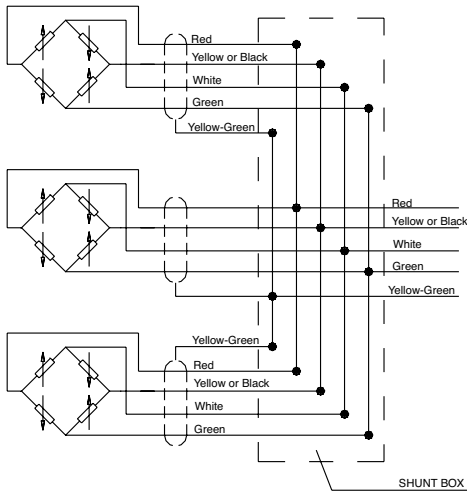 Red
Yellow or Black
White
Green
Yellow-Green
Red
Yellow or Black
White
Green
Yellow-Green
Yellow-Green
Red
Yellow or Black
White
Green
SHUNT BOX